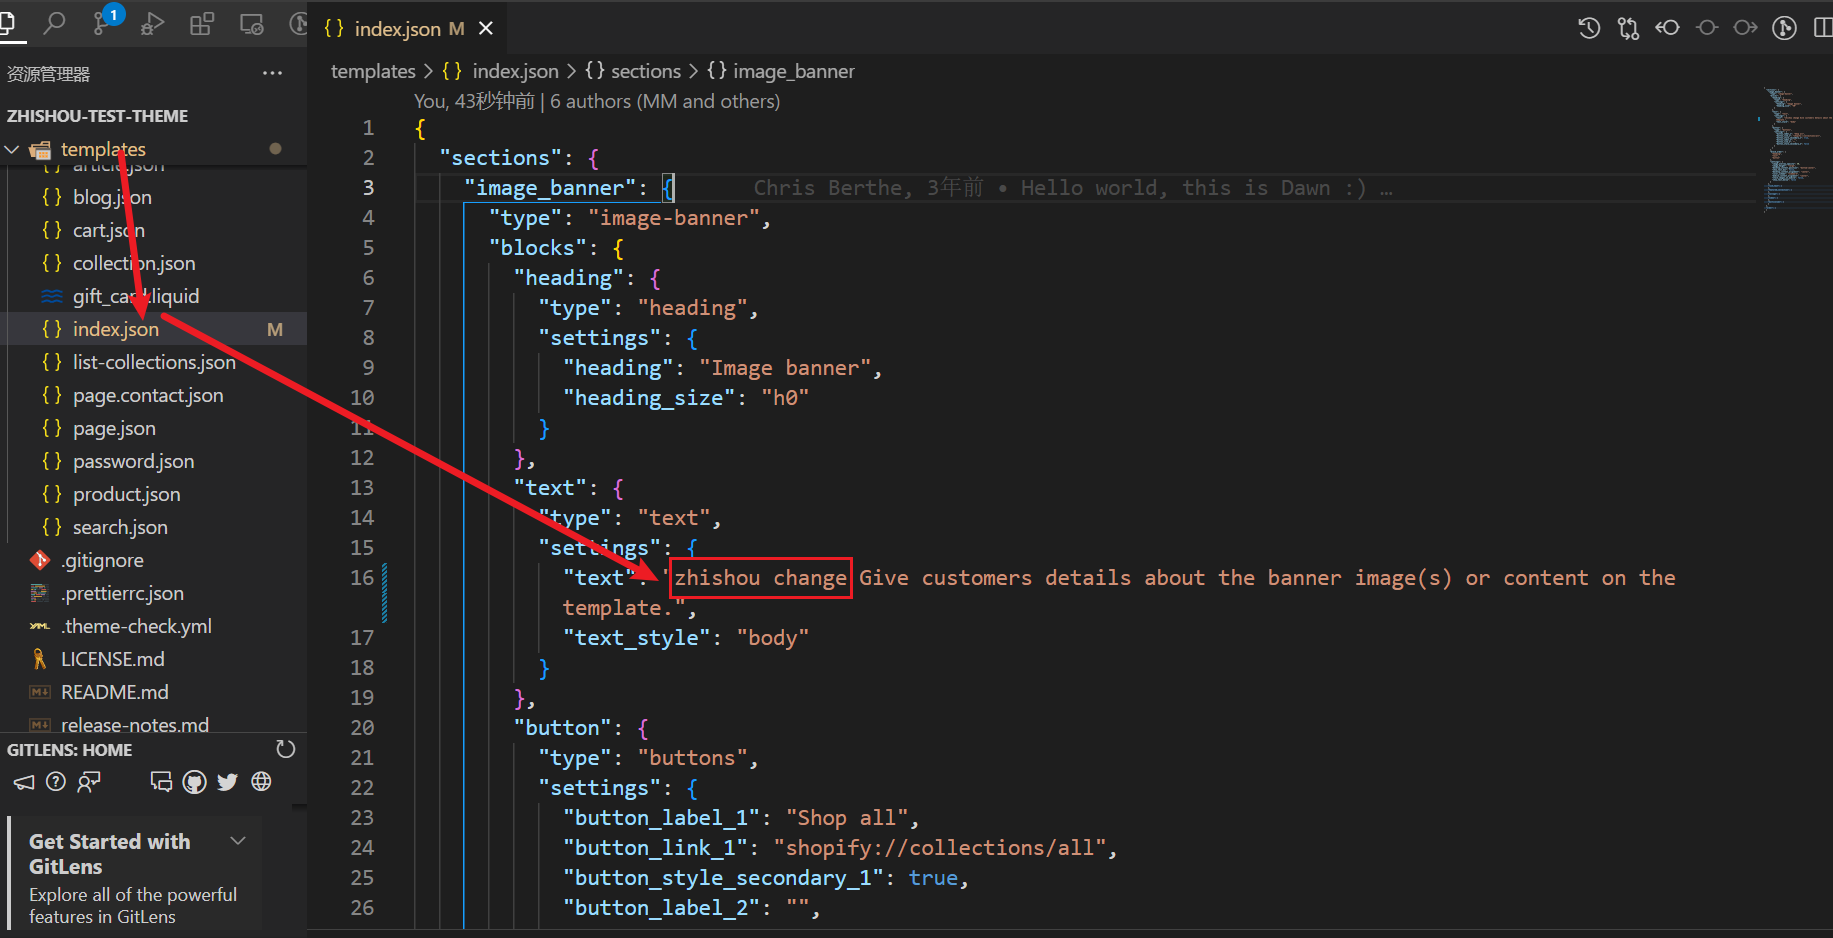 1
资源管理器
ZHISHOU-TEST-THEME
templates
article.json
blog.json
cart.json
collection.json
gift_card.liquid
index.json M
list-collections.json
page.contact.json
page.json
password.json
product.json
search.json
.gitignore
.prettierrc.json
.theme-check.yml
LICENSE.md
README.md
release-notes.md
GITLENS: HOME
Get Started with
GitLens
Explore all of the powerful
features in GitLens
{} index.json M
templates > {} index.json > {} sections > {} image_banner
You, 43秒钟前 | 6 authors (MM and others)
1 {
2 "sections": {
3 "image_banner": { Chris Berthe, 3年前 • Hello world, this is Dawn :) …
4 "type": "image-banner",
5 "blocks": {
6 "heading": {
7 "type": "heading",
8 "settings": {
9 "heading": "Image banner",
10 "heading_size": "h0"
11 }
12 },
13 "text": {
14 "type": "text",
15 "settings": {
16 "text": "zhishou change Give customers details about the banner image(s) or content on the
template.",
17 "text_style": "body"
18 }
19 },
20 "button": {
21 "type": "buttons",
22 "settings": {
23 "button_label_1": "Shop all",
24 "button_link_1": "shopify://collections/all",
25 "button_style_secondary_1": true,
26 "button_label_2": "",